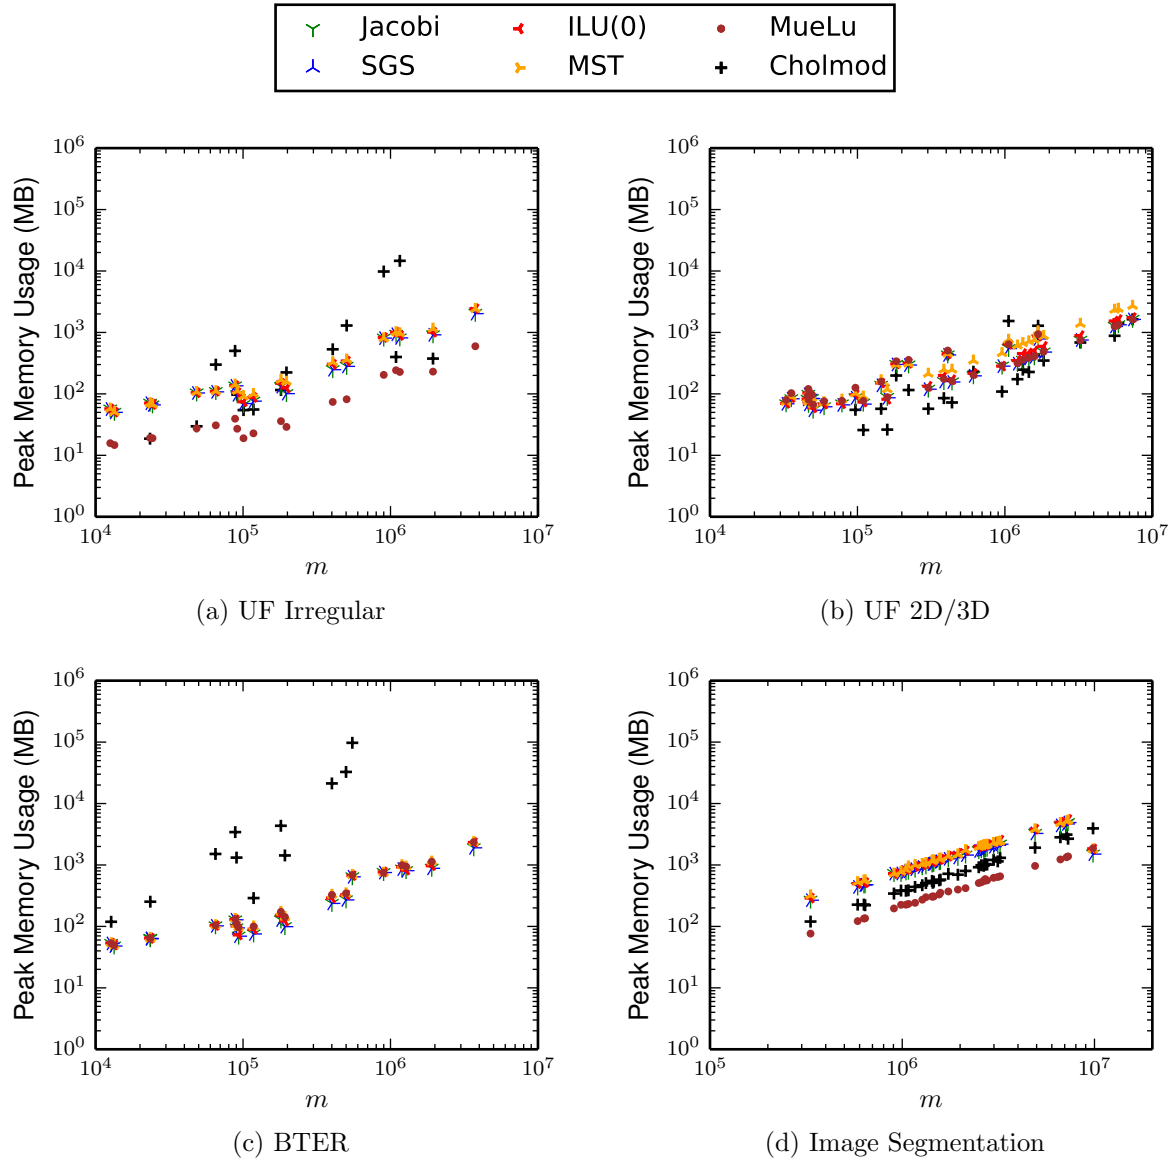 Jacobi ILU(0) MueLu
SGS MST Cholmod
Peak Memory Usage (MB)
10^6
10^5
10^4
10^3
10^2
10^1
10^0
10^4 10^5 10^6 10^7
m
(a) UF Irregular
Peak Memory Usage (MB)
10^6
10^5
10^4
10^3
10^2
10^1
10^0
10^4 10^5 10^6 10^7
m
(b) UF 2D/3D
Peak Memory Usage (MB)
10^6
10^5
10^4
10^3
10^2
10^1
10^0
10^4 10^5 10^6 10^7
m
(c) BTER
Peak Memory Usage (MB)
10^6
10^5
10^4
10^3
10^2
10^1
10^0
10^5 10^6 10^7
m
(d) Image Segmentation